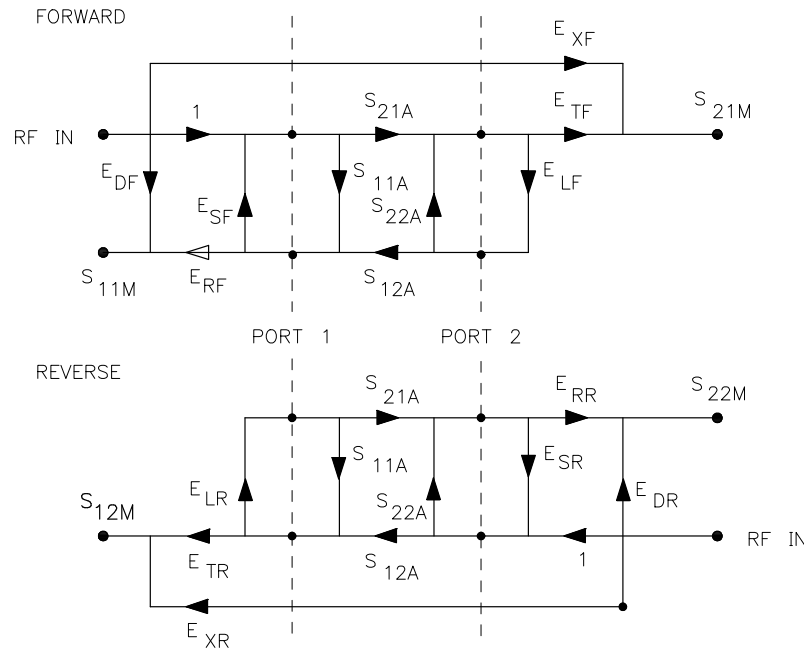 FORWARD
E XF
1
S 21A
E TF
S 21M
RF IN
E DF
S 11A
E LF
E SF
S 22A
S 11M
E RF
S 12A
PORT 1
PORT 2
REVERSE
S 21A
E RR
S 22M
S 11A
E SR
S 12M
E LR
S 22A
E DR
E TR
S 12A
1
RF IN
E XR